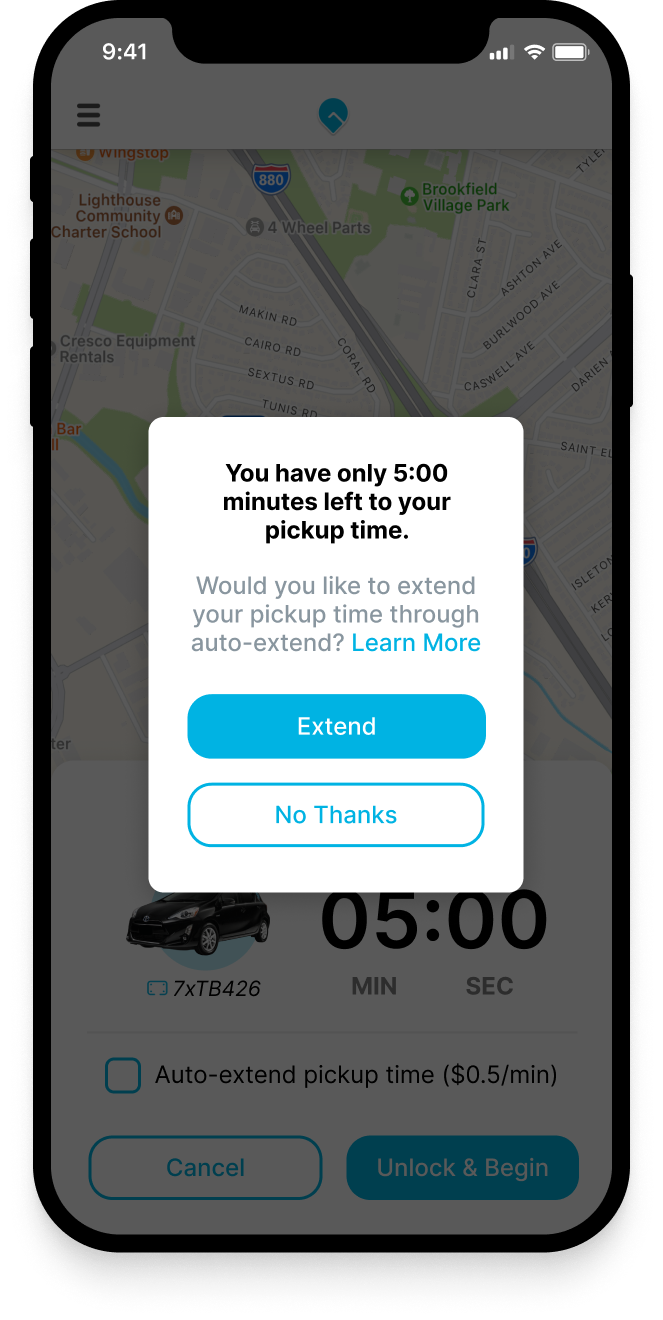 9:41
Wingstop
880
Brookfield
Village Park
TYLER
Lighthouse
Community
Charter School
4 Wheel Parts
CLARA ST
ASHTON AVE
MAKIN RD
BURLWOOD AVE
Cresco Equipment
Rentals
CAIRO RD
CORAL RD
CASWELL AVE
DARIEN A
SEXTUS RD
TUNIS RD
Bar
ll
SAINT EL
You have only 5:00
minutes left to your
pickup time.
0
ISLETON
Would you like to extend
your pickup time through
auto-extend? Learn More
KER
LO
Extend
ter
No Thanks
05:00
7xTB426
MIN SEC
Auto-extend pickup time ($0.5/min)
Cancel
Unlock & Begin